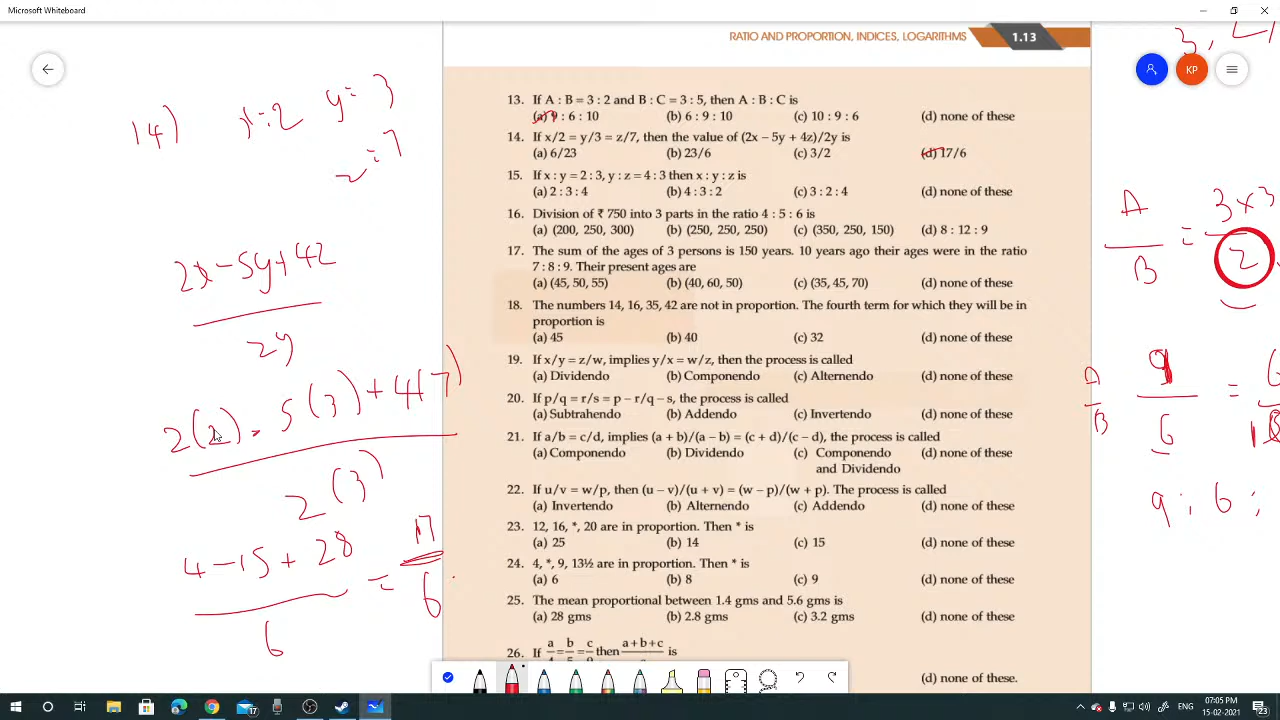 Microsoft Whiteboard
RATIO AND PROPORTION, INDICES, LOGARITHMS 1.13
KP
14) x=2 y=3
z=7
2x-5y+4z
2y
2(2)-5(3)+4(7)
2(3)
4-15+28 = 17
6 6
13. If A : B = 3 : 2 and B : C = 3 : 5, then A : B : C is
(a) 9 : 6 : 10 (b) 6 : 9 : 10 (c) 10 : 9 : 6 (d) none of these
14. If x/2 = y/3 = z/7, then the value of (2x – 5y + 4z)/2y is
(a) 6/23 (b) 23/6 (c) 3/2 (d) 17/6
15. If x : y = 2 : 3, y : z = 4 : 3 then x : y : z is
(a) 2 : 3 : 4 (b) 4 : 3 : 2 (c) 3 : 2 : 4 (d) none of these
16. Division of ₹ 750 into 3 parts in the ratio 4 : 5 : 6 is
(a) (200, 250, 300) (b) (250, 250, 250) (c) (350, 250, 150) (d) 8 : 12 : 9
17. The sum of the ages of 3 persons is 150 years. 10 years ago their ages were in the ratio
7 : 8 : 9. Their present ages are
(a) (45, 50, 55) (b) (40, 60, 50) (c) (35, 45, 70) (d) none of these
18. The numbers 14, 16, 35, 42 are not in proportion. The fourth term for which they will be in
proportion is
(a) 45 (b) 40 (c) 32 (d) none of these
19. If x/y = z/w, implies y/x = w/z, then the process is called
(a) Dividendo (b) Componendo (c) Alternendo (d) none of these
20. If p/q = r/s = p – r/q – s, the process is called
(a) Subtrahendo (b) Addendo (c) Invertendo (d) none of these
21. If a/b = c/d, implies (a + b)/(a – b) = (c + d)/(c – d), the process is called
(a) Componendo (b) Dividendo (c) Componendo (d) none of these
and Dividendo
22. If u/v = w/p, then (u – v)/(u + v) = (w – p)/(w + p). The process is called
(a) Invertendo (b) Alternendo (c) Addendo (d) none of these
23. 12, 16, *, 20 are in proportion. Then * is
(a) 25 (b) 14 (c) 15 (d) none of these
24. 4, *, 9, 13½ are in proportion. Then * is
(a) 6 (b) 8 (c) 9 (d) none of these
25. The mean proportional between 1.4 gms and 5.6 gms is
(a) 28 gms (b) 2.8 gms (c) 3.2 gms (d) none of these
26. If a/4 = b/5 = c/9 then a+b+c is
(d) none of these.
A = 3x3
B 2
A 9 =
B 6
9 : 6 :
07:05 PM
15-02-2021